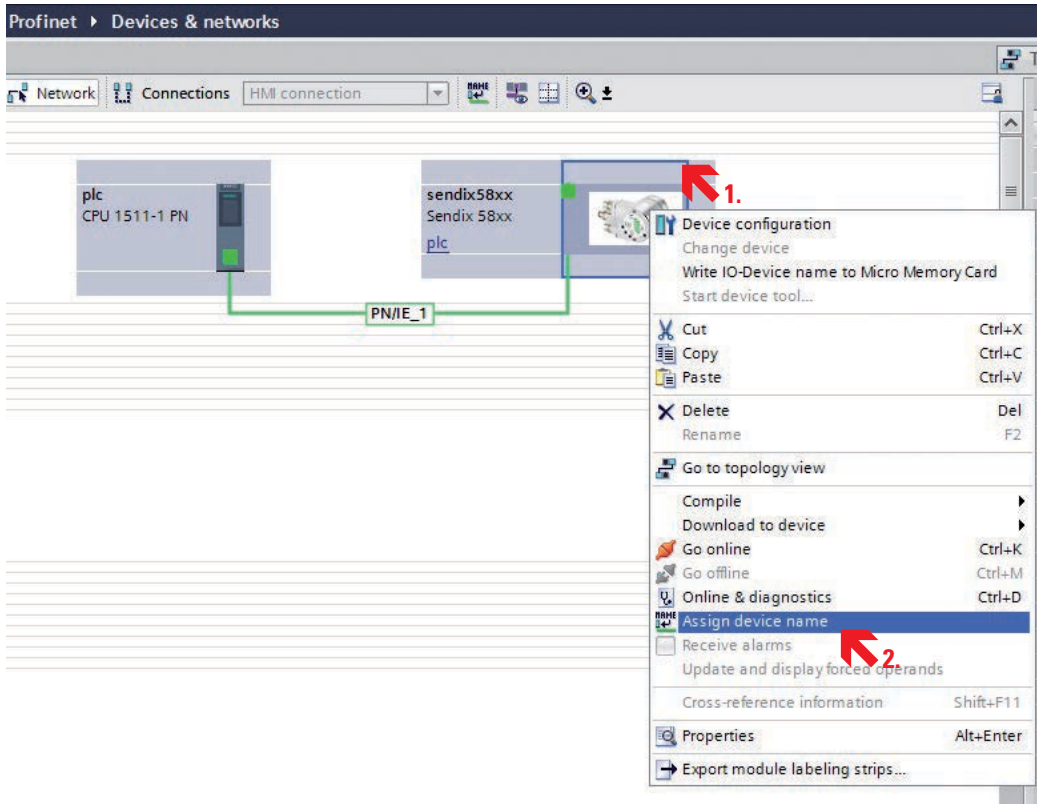 Profinet ▸ Devices & networks
T
Network Connections HMI connection NAME
plc
CPU 1511-1 PN
sendix58xx
Sendix 58xx
plc
PN/IE_1
1.
Device configuration
Change device
Write IO-Device name to Micro Memory Card
Start device tool...
Cut Ctrl+X
Copy Ctrl+C
Paste Ctrl+V
Delete Del
Rename F2
Go to topology view
Compile
Download to device
Go online Ctrl+K
Go offline Ctrl+M
Online & diagnostics Ctrl+D
NAME Assign device name
Receive alarms
2.
Update and display forced operands
Cross-reference information Shift+F11
Properties Alt+Enter
Export module labeling strips...